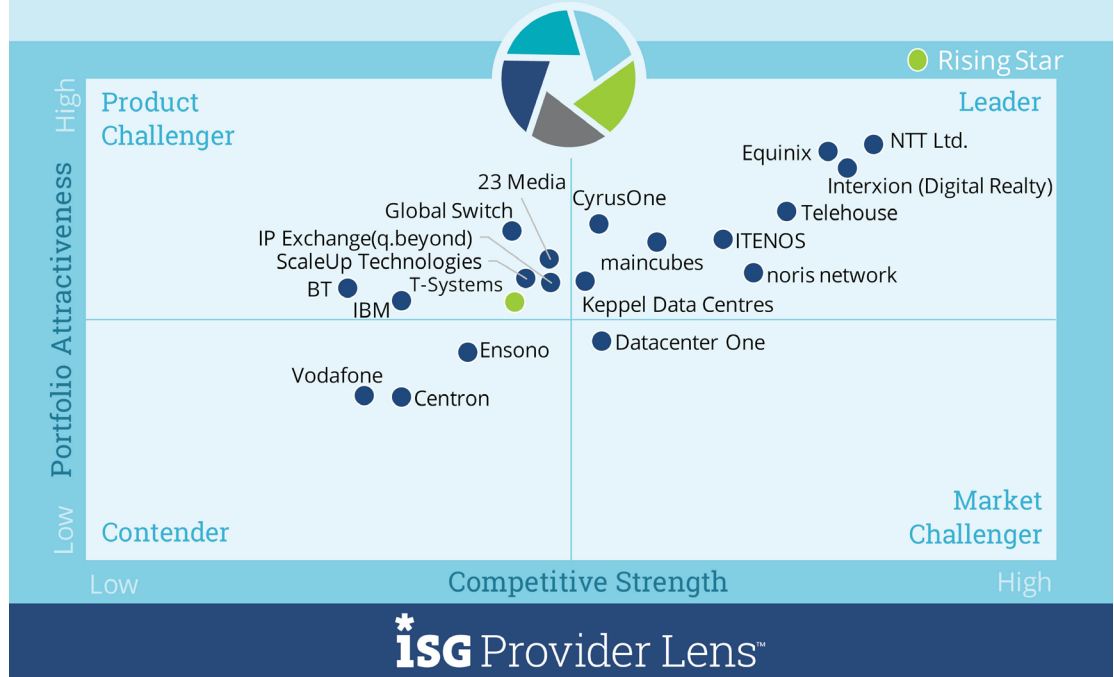 Rising Star
High
Product
Challenger
Leader
NTT Ltd.
Equinix
Interxion (Digital Realty)
23 Media
CyrusOne
Global Switch
Telehouse
IP Exchange(q.beyond)
ITENOS
ScaleUp Technologies
maincubes
noris network
T-Systems
BT
IBM
Keppel Data Centres
Datacenter One
Ensono
Vodafone
Centron
Portfolio Attractiveness
Market
Challenger
Contender
Low
Low
Competitive Strength
High
*isG Provider Lens™